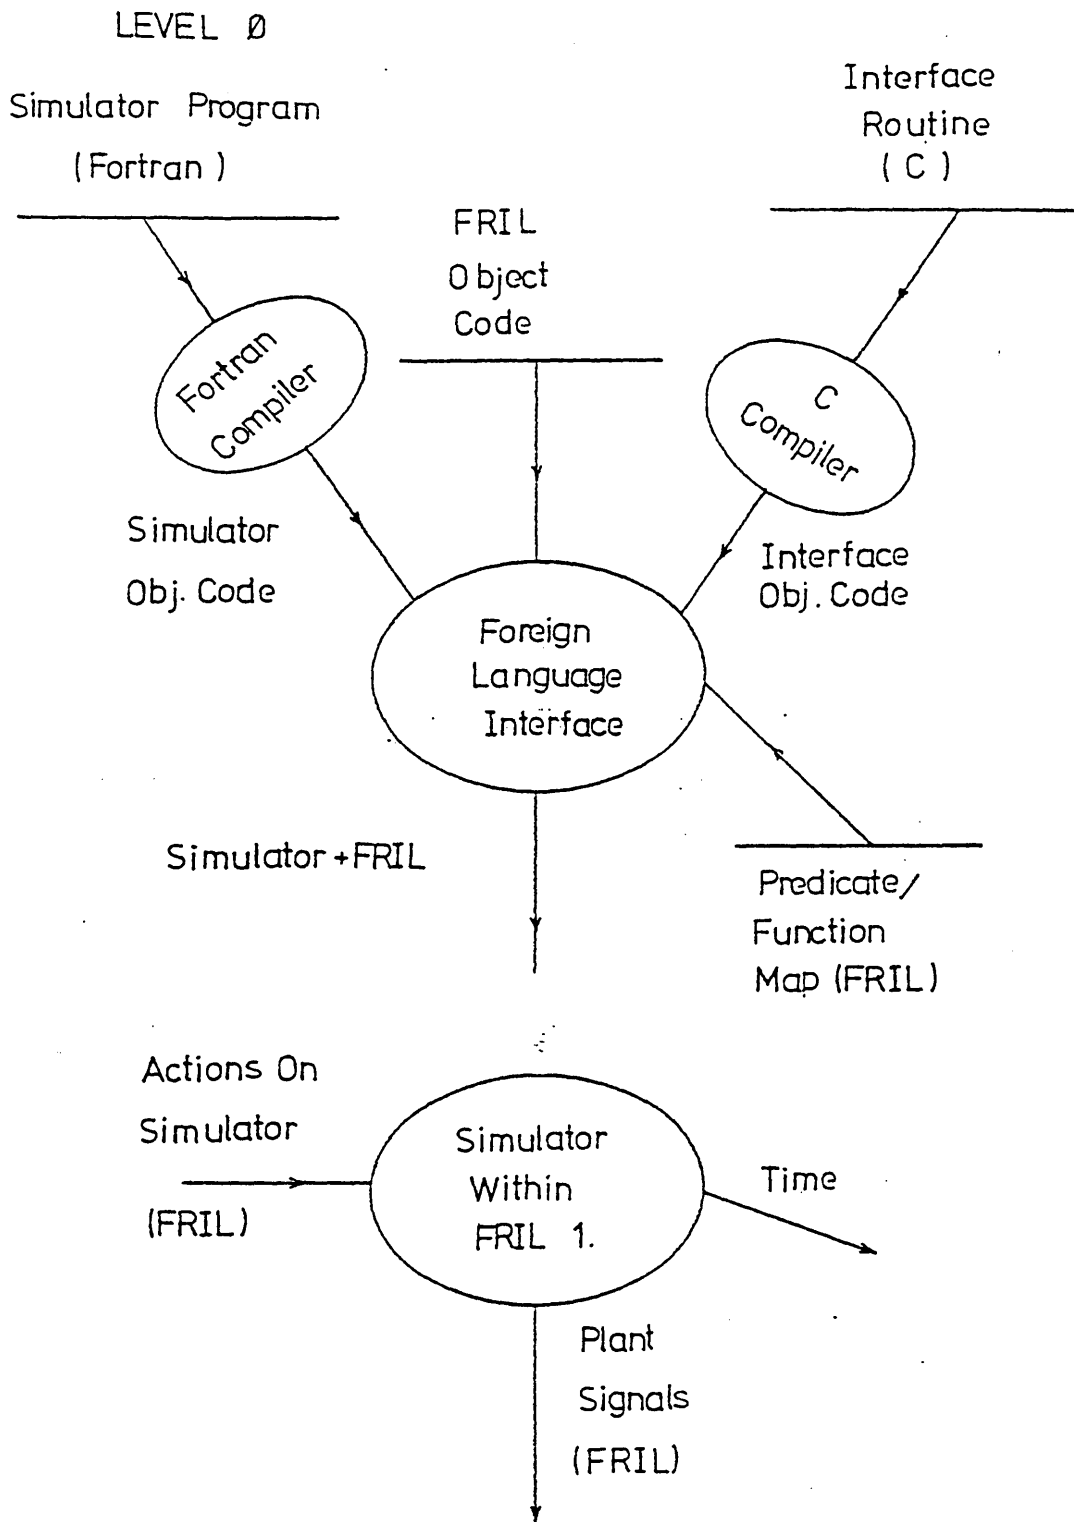 LEVEL 0
Simulator Program
(Fortran)
Interface
Routine
(C)
FRIL
Object
Code
Fortran
Compiler
C
Compiler
Simulator
Obj. Code
Interface
Obj. Code
Foreign
Language
Interface
Simulator + FRIL
Predicate/
Function
Map (FRIL)
Actions On
Simulator
(FRIL)
Simulator
Within
FRIL 1.
Time
Plant
Signals
(FRIL)